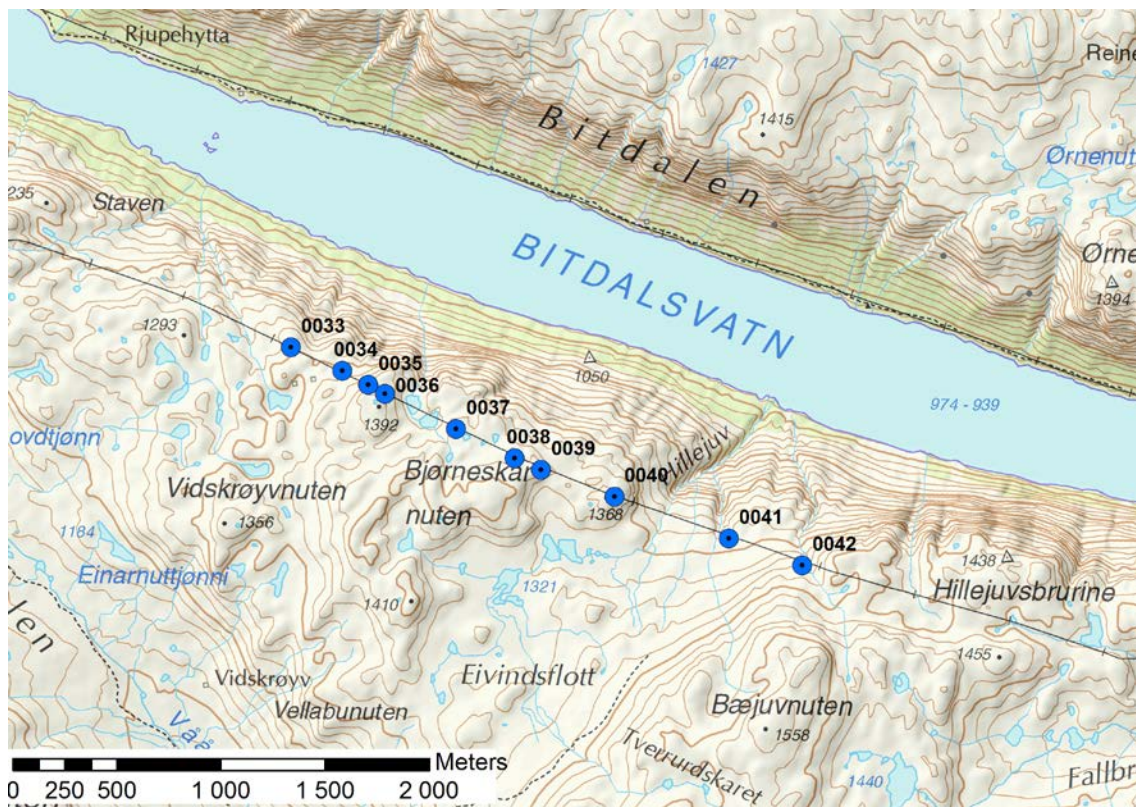 Rjupehytta
1427
Reine
Bitdalen
1415
Ørnenut
235
Staven
Ørne
1394
BITDALSVATN
1293
0033
0034
0035
0036
1392
1050
974 - 939
0037
ovdtjønn
0038
0039
Bjørneskar
nuten
0040
Hillejuv
1368
Vidskrøyvnuten
1356
0041
0042
1184
Einarnuttjønni
1438
Hillejuvsbrurine
1321
1410
len
Vidskrøyv
Eivindsflott
1455
Vellabunuten
Bæjuvnuten
1558
Våå
Tverrurdskaret
1440
Fallbr
Meters
0 250 500 1 000 1 500 2 000